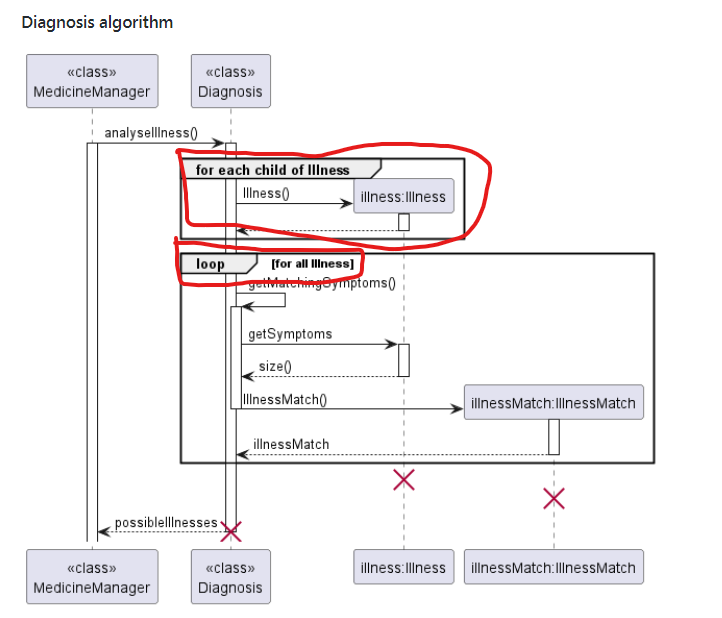 Diagnosis algorithm
«class»
MedicineManager
«class»
Diagnosis
analyseIllness()
for each child of Illness
Illness()
illness:Illness
loop
[for all Illness]
getMatchingSymptoms()
getSymptoms
size()
IllnessMatch()
illnessMatch:IllnessMatch
illnessMatch
possibleIllnesses
«class»
MedicineManager
«class»
Diagnosis
illness:Illness
illnessMatch:IllnessMatch